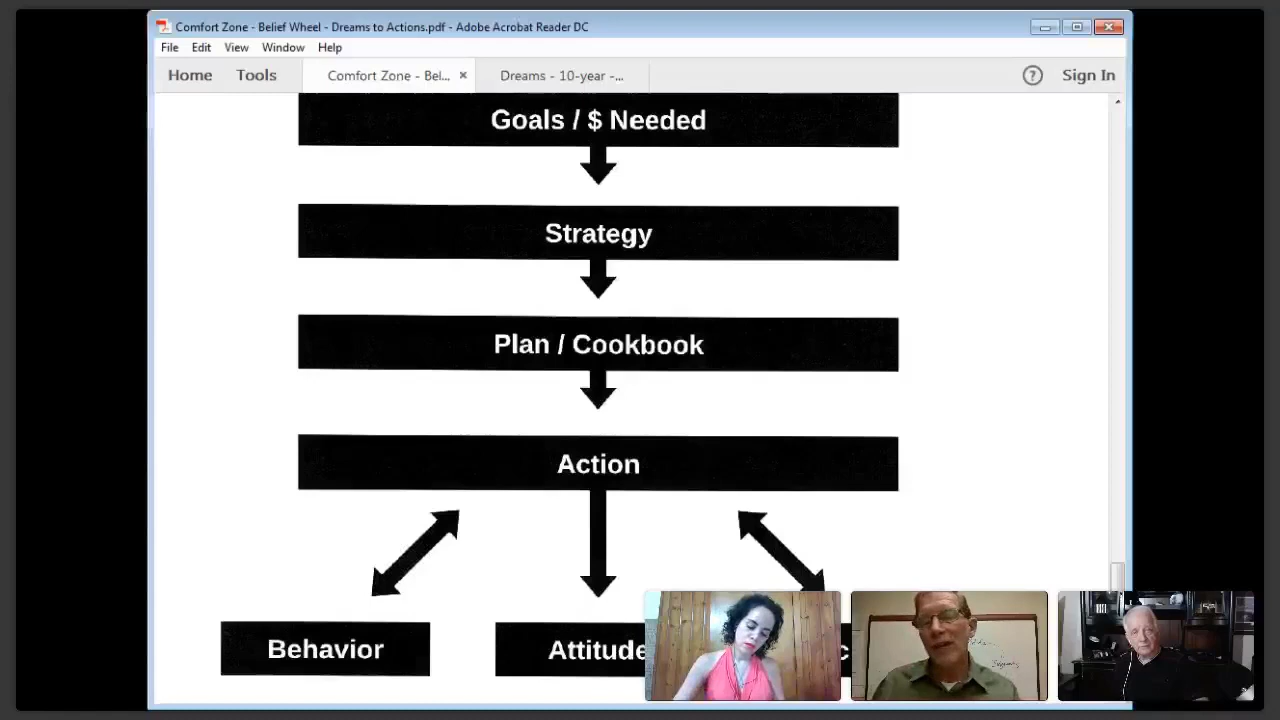 Comfort Zone - Belief Wheel - Dreams to Actions.pdf - Adobe Acrobat Reader DC
File Edit View Window Help
Home Tools Comfort Zone - Bel... × Dreams - 10-year -... ? Sign In
Goals / $ Needed
Strategy
Plan / Cookbook
Action
Behavior Attitude